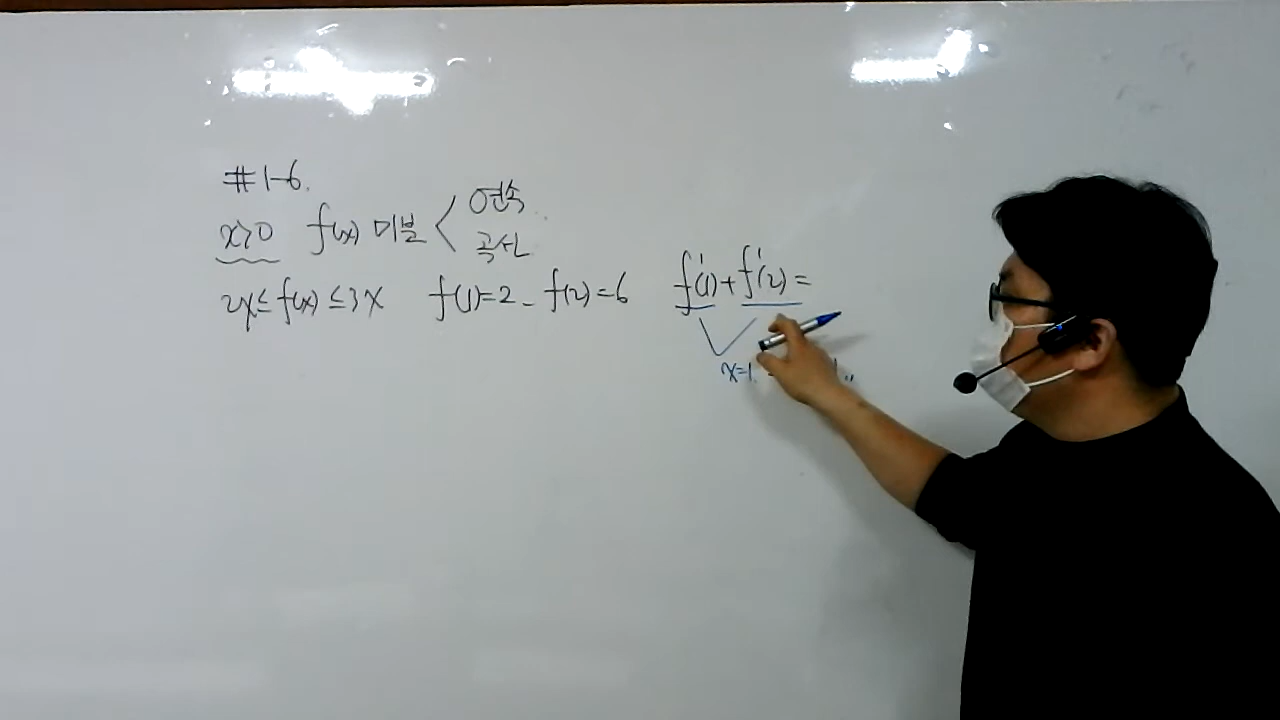 #1-6.
x>0 f(x) 미분 < 연속
곡선
2x≤f(x)≤3x f(1)=2 f(2)=6 f'(1)+f'(2)=
x=1